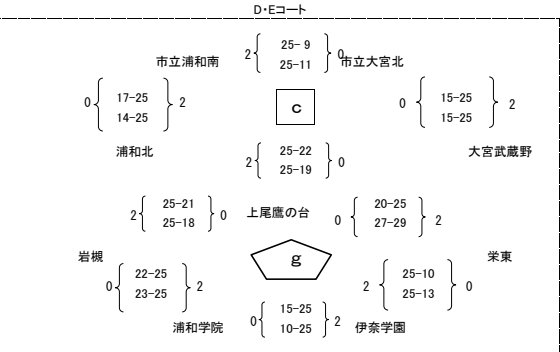 D・Eコート
2 { 25- 9 } 0
25-11
市立浦和南 市立大宮北
0 { 17-25 } 2
14-25
c
0 { 15-25 } 2
15-25
浦和北
2 { 25-22 } 0
25-19
大宮武蔵野
2 { 25-21 } 0
25-18
上尾鷹の台
0 { 20-25 } 2
27-29
岩槻
g
栄東
0 { 22-25 } 2
23-25
2 { 25-10 } 0
25-13
浦和学院
0 { 15-25 } 2
10-25
伊奈学園